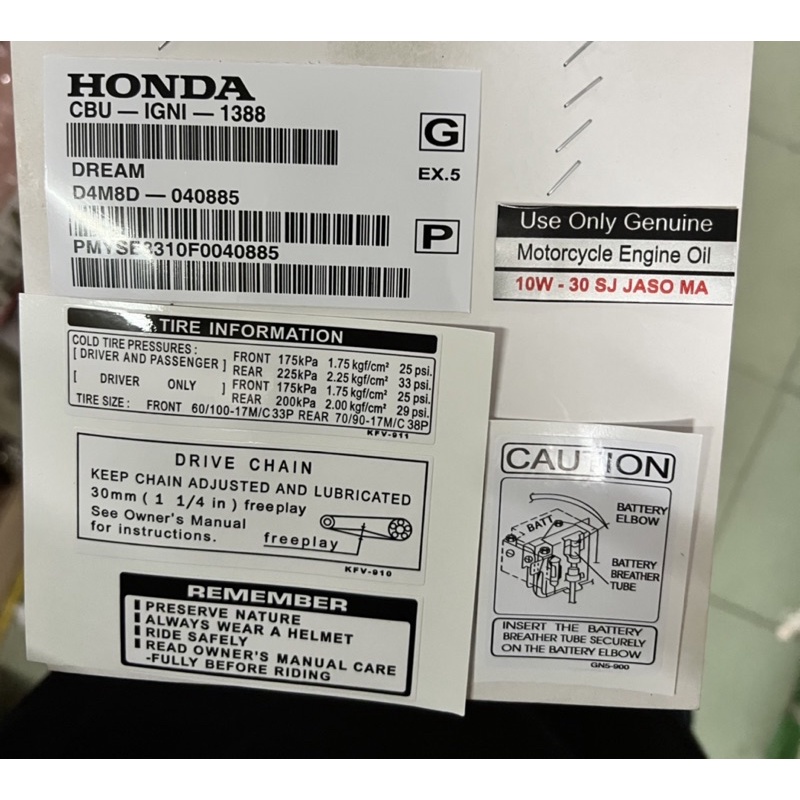 HONDA
CBU — IGNI — 1388
G
DREAM
EX.5
D4M8D — 040885
P
PMYSE3310F0040885
Use Only Genuine
Motorcycle Engine Oil
10W - 30 SJ JASO MA
TIRE INFORMATION
COLD TIRE PRESSURES :
[ DRIVER AND PASSENGER ] FRONT 175kPa 1.75 kgf/cm² 25 psi.
REAR 225kPa 2.25 kgf/cm² 33 psi.
[ DRIVER ONLY ] FRONT 175kPa 1.75 kgf/cm² 25 psi.
REAR 200kPa 2.00 kgf/cm² 29 psi.
TIRE SIZE : FRONT 60/100-17M/C33P REAR 70/90-17M/C 38P
KFV-911
DRIVE CHAIN
KEEP CHAIN ADJUSTED AND LUBRICATED
30mm ( 1 1/4 in ) freeplay
See Owner's Manual
for instructions.
freeplay
KFV-910
REMEMBER
PRESERVE NATURE
ALWAYS WEAR A HELMET
RIDE SAFELY
READ OWNER'S MANUAL CARE
-FULLY BEFORE RIDING
CAUTION
BATTERY
ELBOW
BATT
BATTERY
BREATHER
TUBE
INSERT THE BATTERY
BREATHER TUBE SECURELY
ON THE BATTERY ELBOW
GN5-900